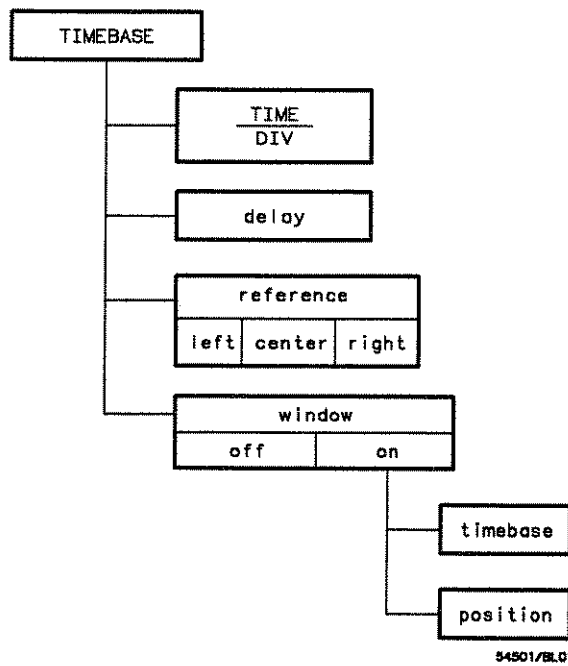 TIMEBASE
TIME
DIV
delay
reference
left center right
window
off on
timebase
position
54501/BL0